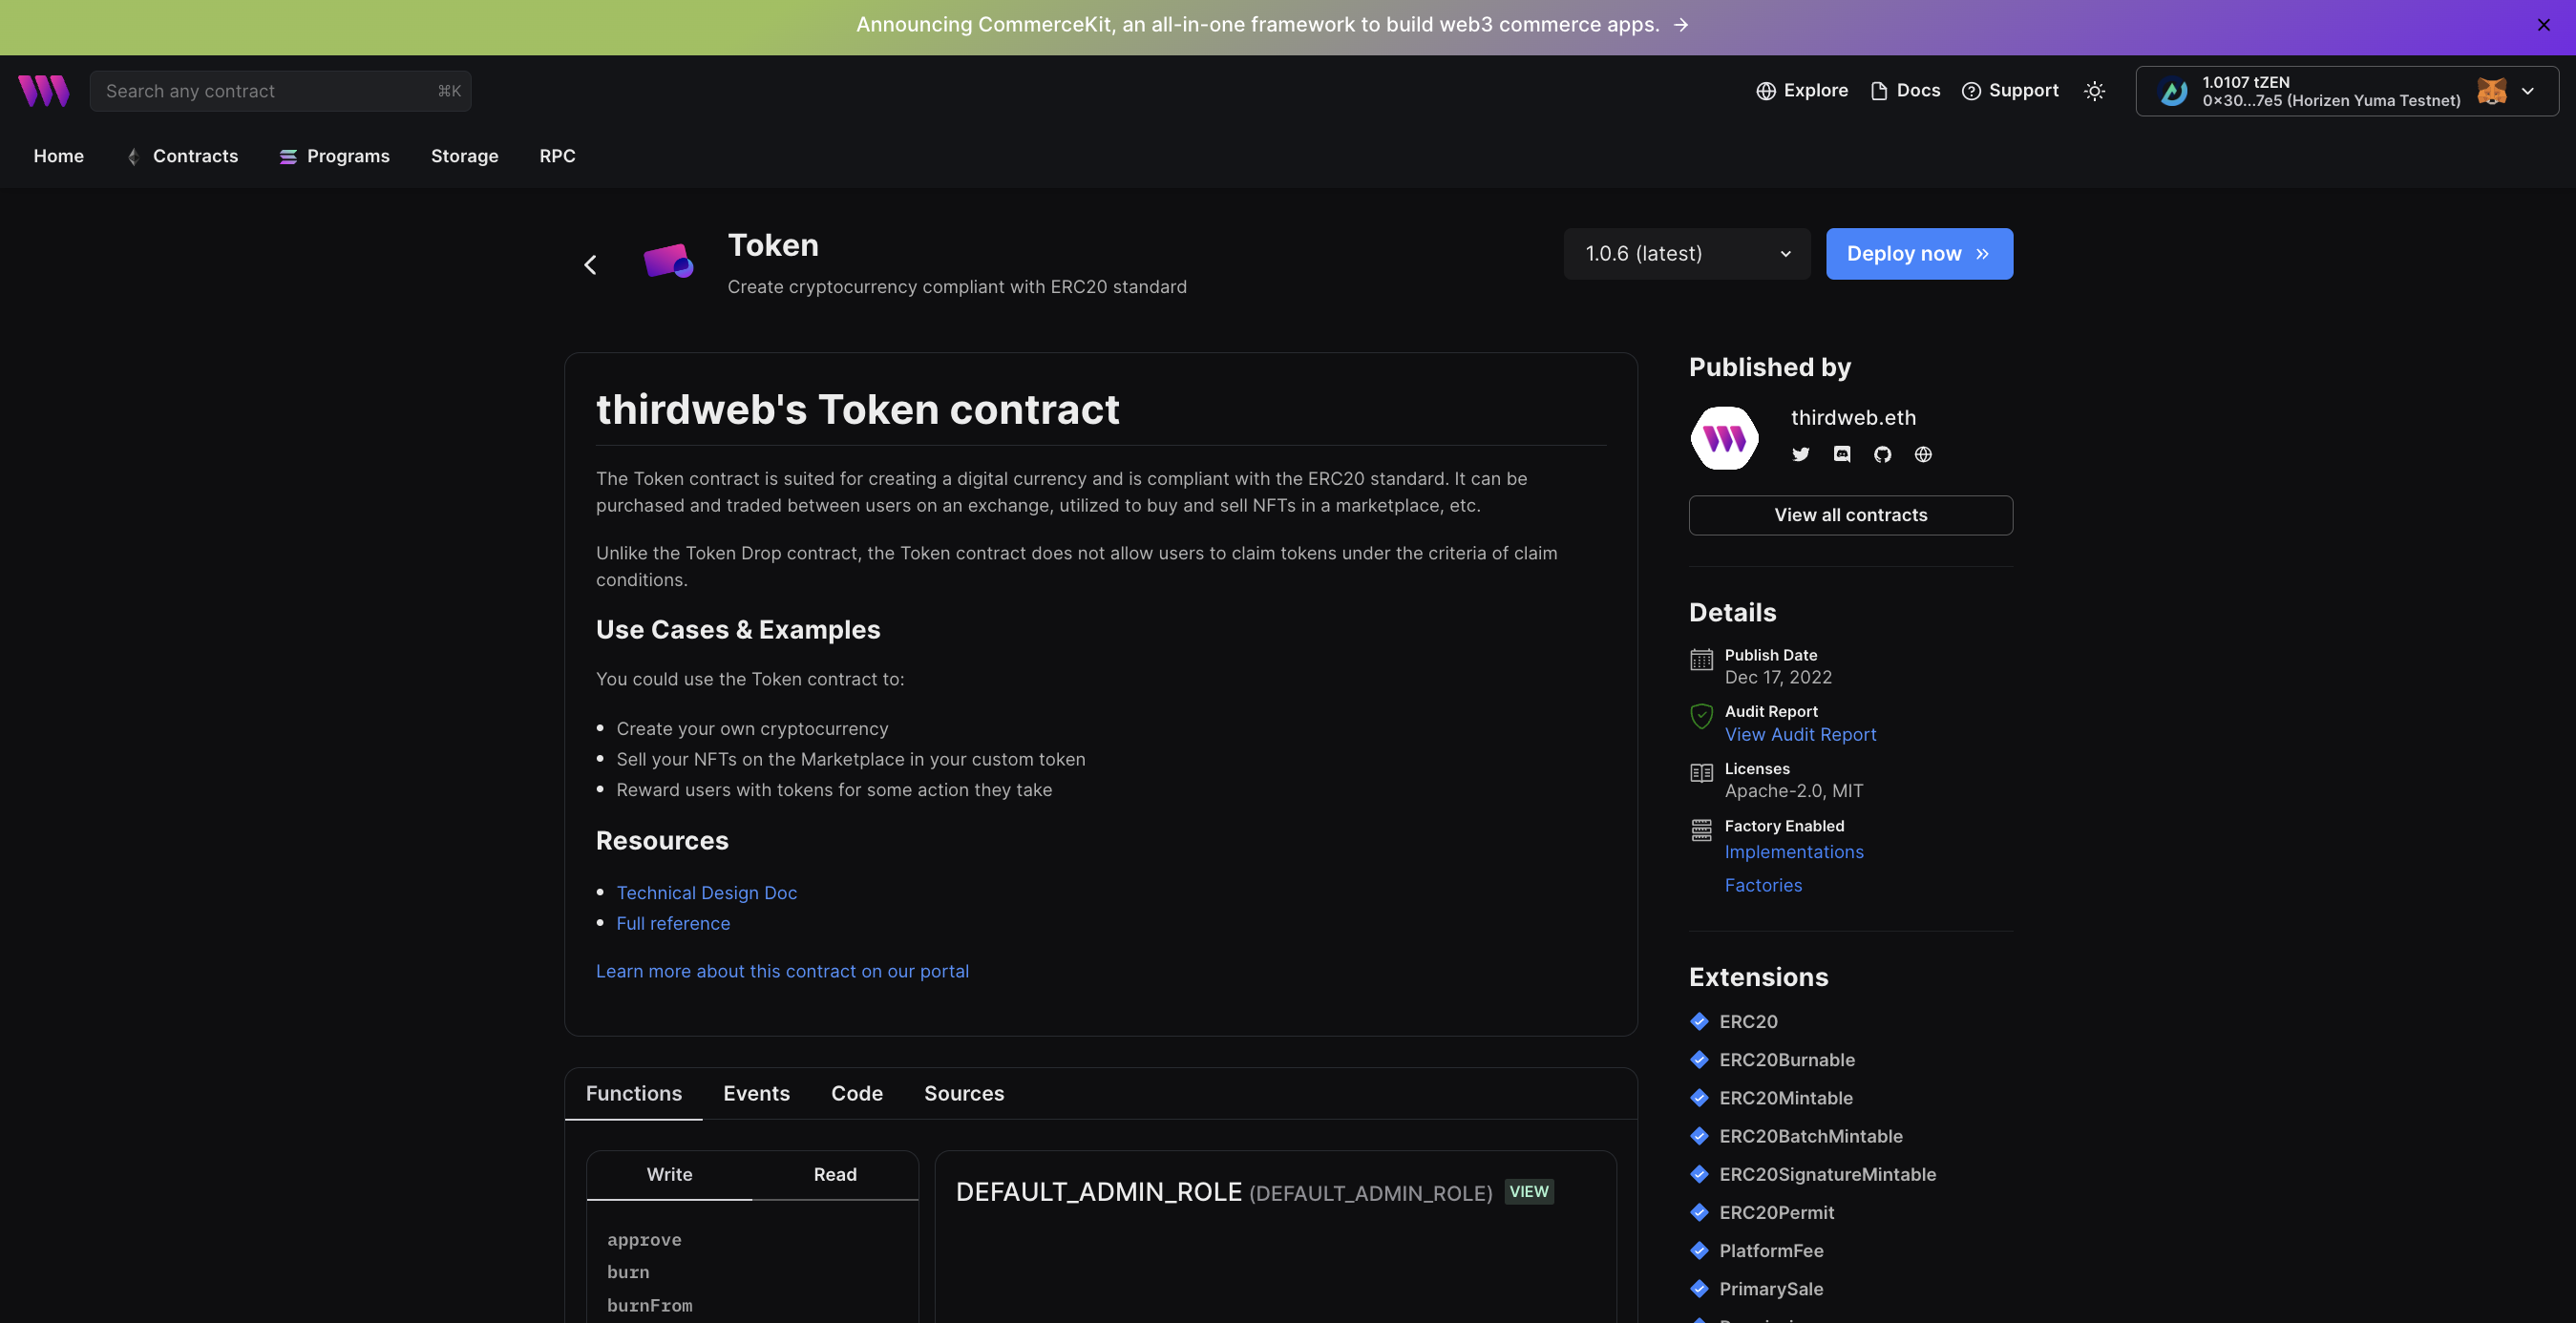 Announcing CommerceKit, an all-in-one framework to build web3 commerce apps. →
Search any contract ⌘K
Explore
Docs
Support
1.0107 tZEN
0x30...7e5 (Horizen Yuma Testnet)
Home
Contracts
Programs
Storage
RPC
Token
Create cryptocurrency compliant with ERC20 standard
1.0.6 (latest)
Deploy now »
thirdweb's Token contract
The Token contract is suited for creating a digital currency and is compliant with the ERC20 standard. It can be
purchased and traded between users on an exchange, utilized to buy and sell NFTs in a marketplace, etc.
Unlike the Token Drop contract, the Token contract does not allow users to claim tokens under the criteria of claim
conditions.
Use Cases & Examples
You could use the Token contract to:
• Create your own cryptocurrency
• Sell your NFTs on the Marketplace in your custom token
• Reward users with tokens for some action they take
Resources
• Technical Design Doc
• Full reference
Learn more about this contract on our portal
Published by
thirdweb.eth
View all contracts
Details
Publish Date
Dec 17, 2022
Audit Report
View Audit Report
Licenses
Apache-2.0, MIT
Factory Enabled
Implementations
Factories
Extensions
ERC20
ERC20Burnable
ERC20Mintable
ERC20BatchMintable
ERC20SignatureMintable
ERC20Permit
PlatformFee
PrimarySale
Functions
Events
Code
Sources
Write
Read
approve
burn
burnFrom
DEFAULT_ADMIN_ROLE (DEFAULT_ADMIN_ROLE) VIEW